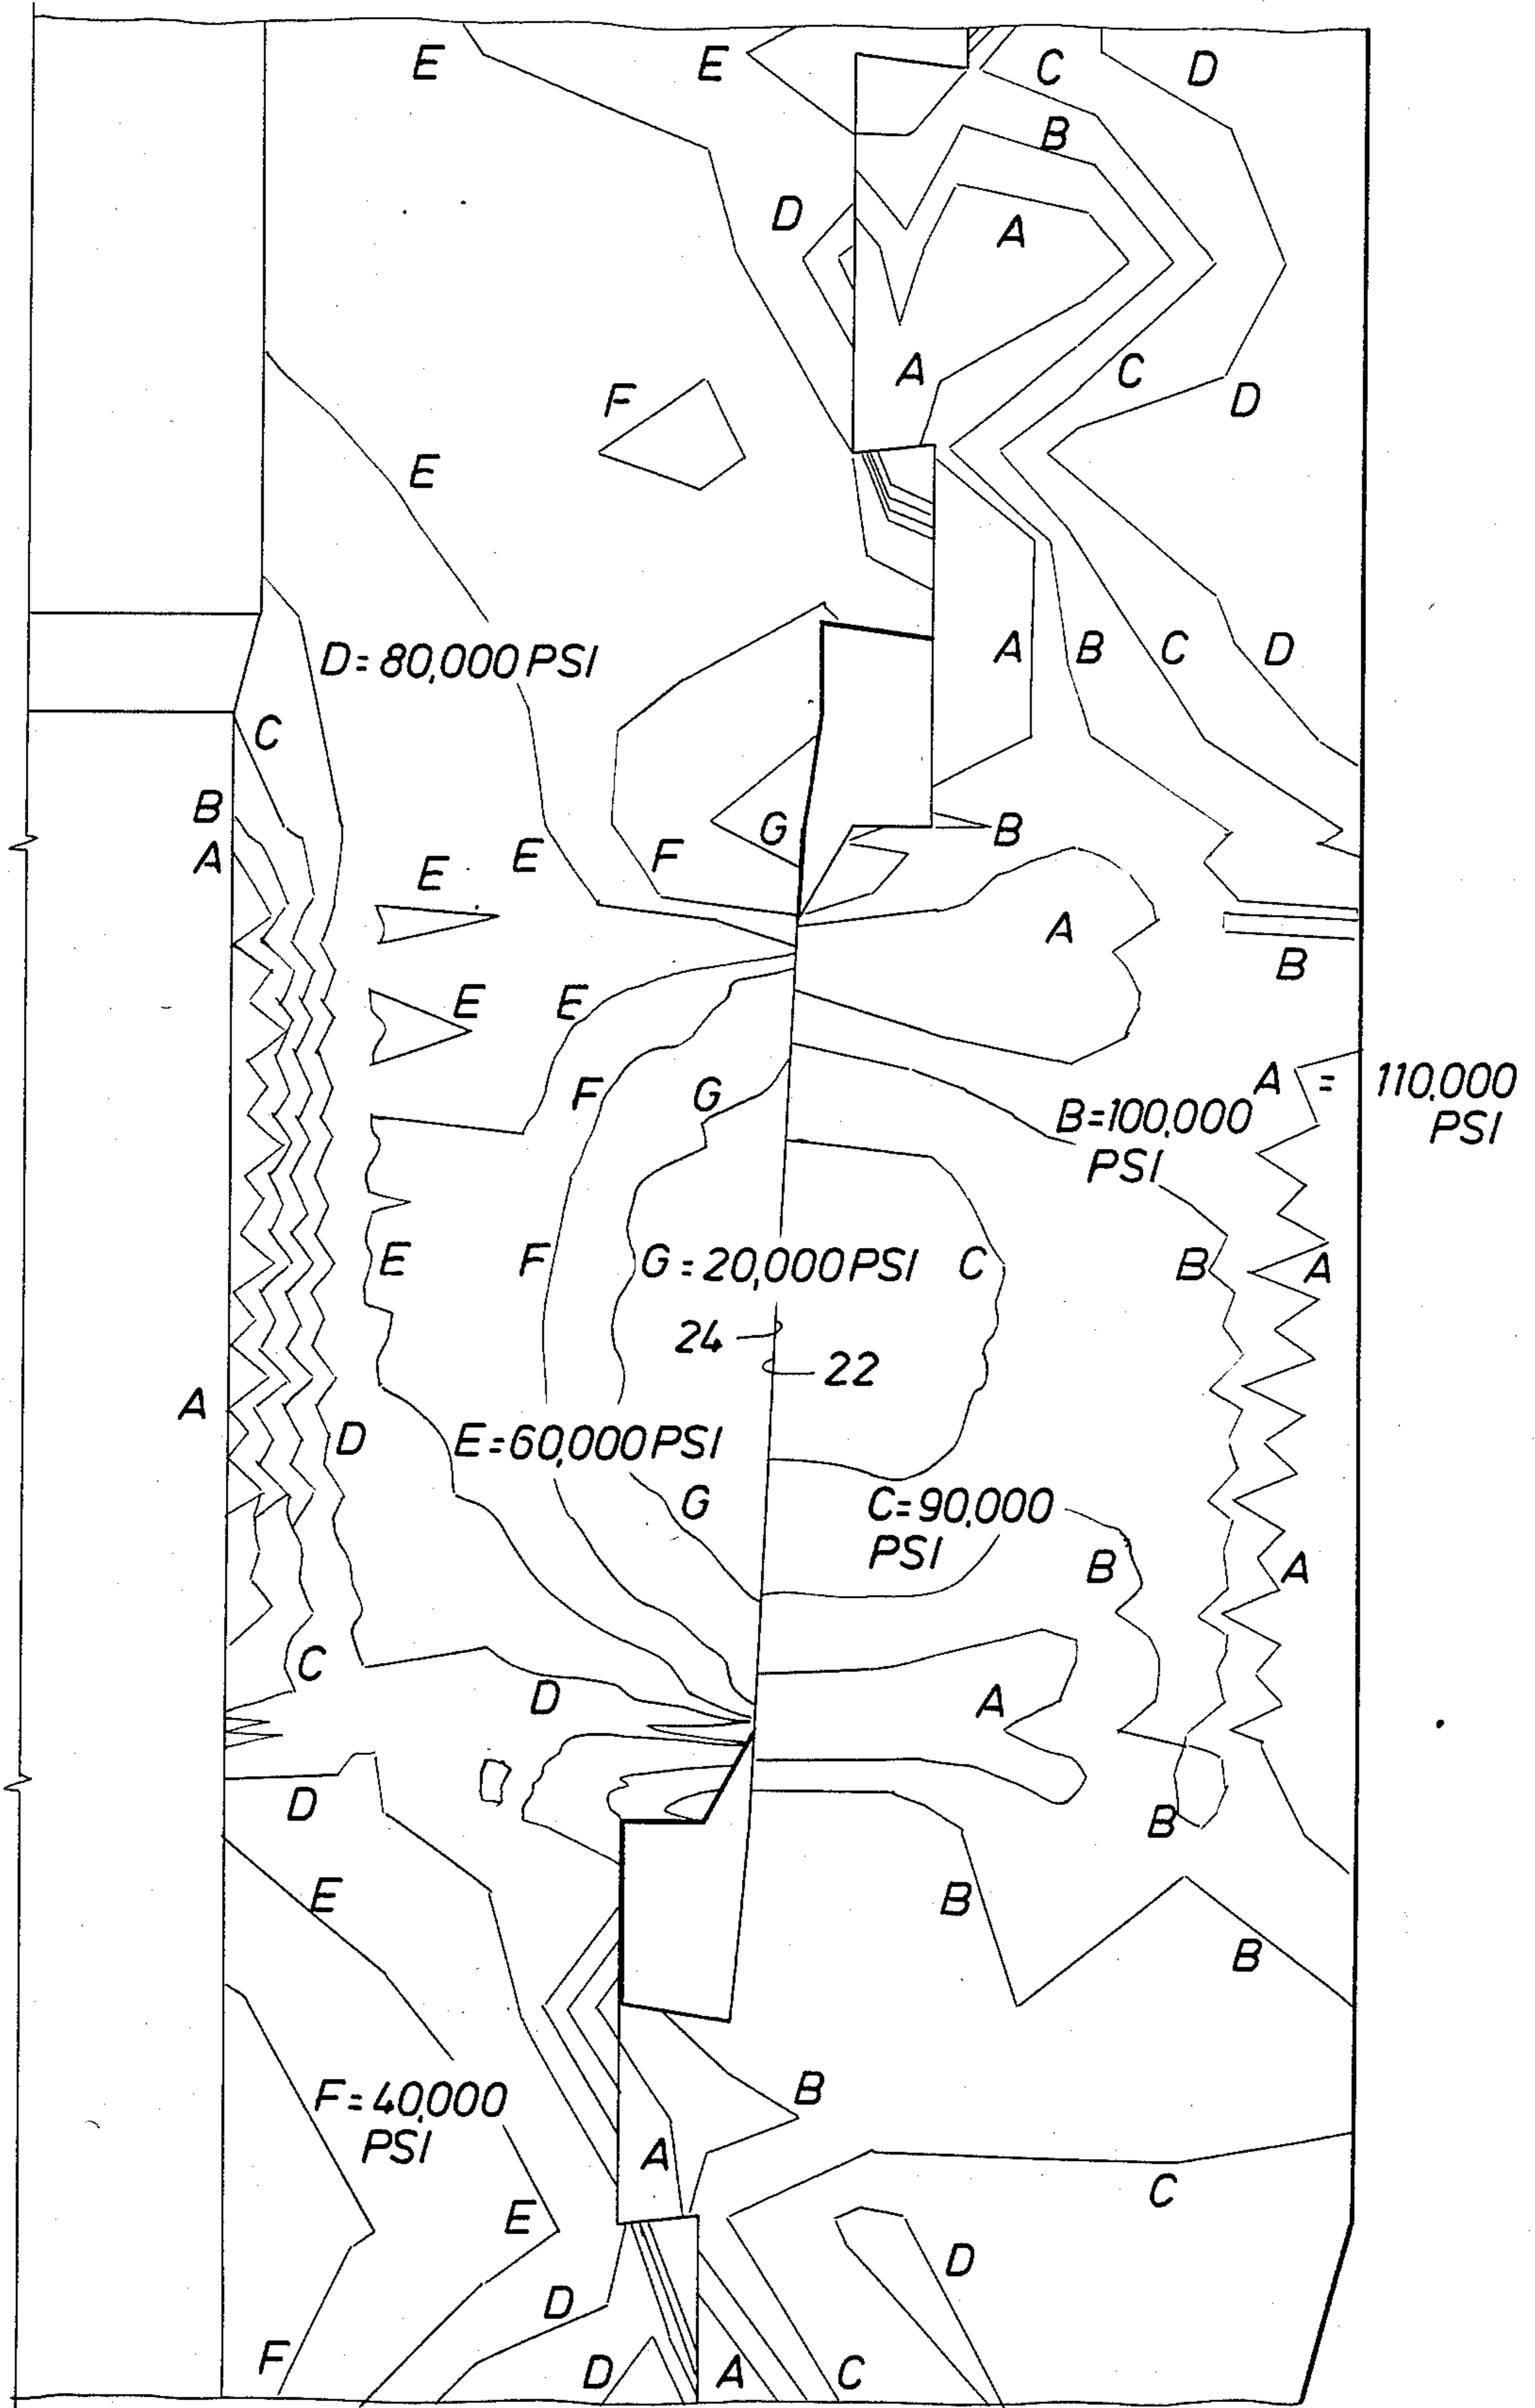 E E C D
B
D A
A C
F D
E
D=80,000 PSI A B C D
C
B G B
A E E F
A
B
E E
A = 110,000
PSI
F G B=100,000
PSI
E F G=20,000 PSI C B A
24
22
A
D E=60,000 PSI
G C=90,000
PSI
B A
C
D A
D B
E B
B
F=40,000
PSI
B
A
C
E
D
D
F D A C